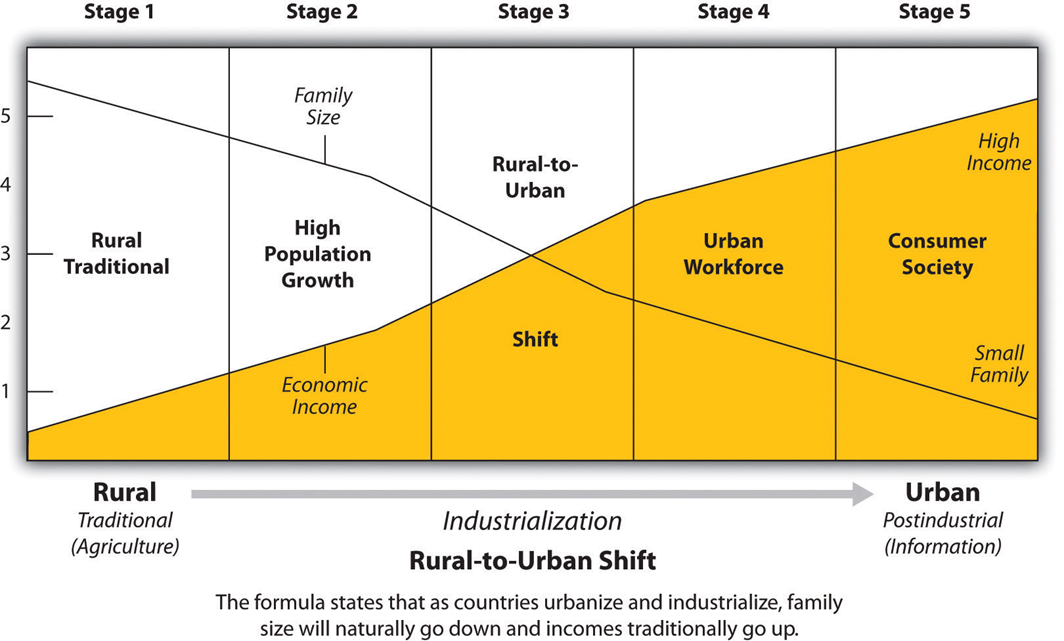 Stage 1
Stage 2
Stage 3
Stage 4
Stage 5
5
4
3
2
1
Family
Size
Rural-to-
Urban
High
Income
Rural
Traditional
High
Population
Growth
Urban
Workforce
Consumer
Society
Shift
Economic
Income
Small
Family
Rural
Traditional
(Agriculture)
Industrialization
Urban
Postindustrial
(Information)
Rural-to-Urban Shift
The formula states that as countries urbanize and industrialize, family
size will naturally go down and incomes traditionally go up.